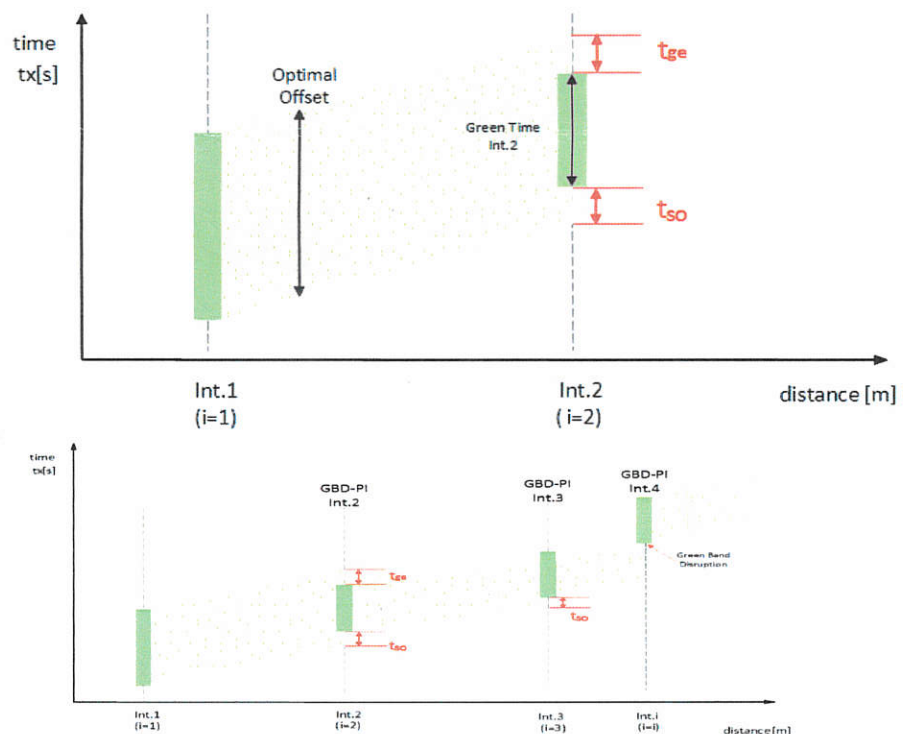 time
tx[s]
Optimal
Offset
tge
Green Time
Int.2
tso
Int.1
(i=1)
Int.2
( i=2)
distance [m]
time
tx[s]
GBD-PI
Int.2
GBD-PI
Int.3
GBD-PI
Int.4
tge
tso
tso
Green Band
Disruption
Int.1
(i=1)
Int.2
(i=2)
Int.3
(i=3)
Int.i
(i=i)
distance[m]